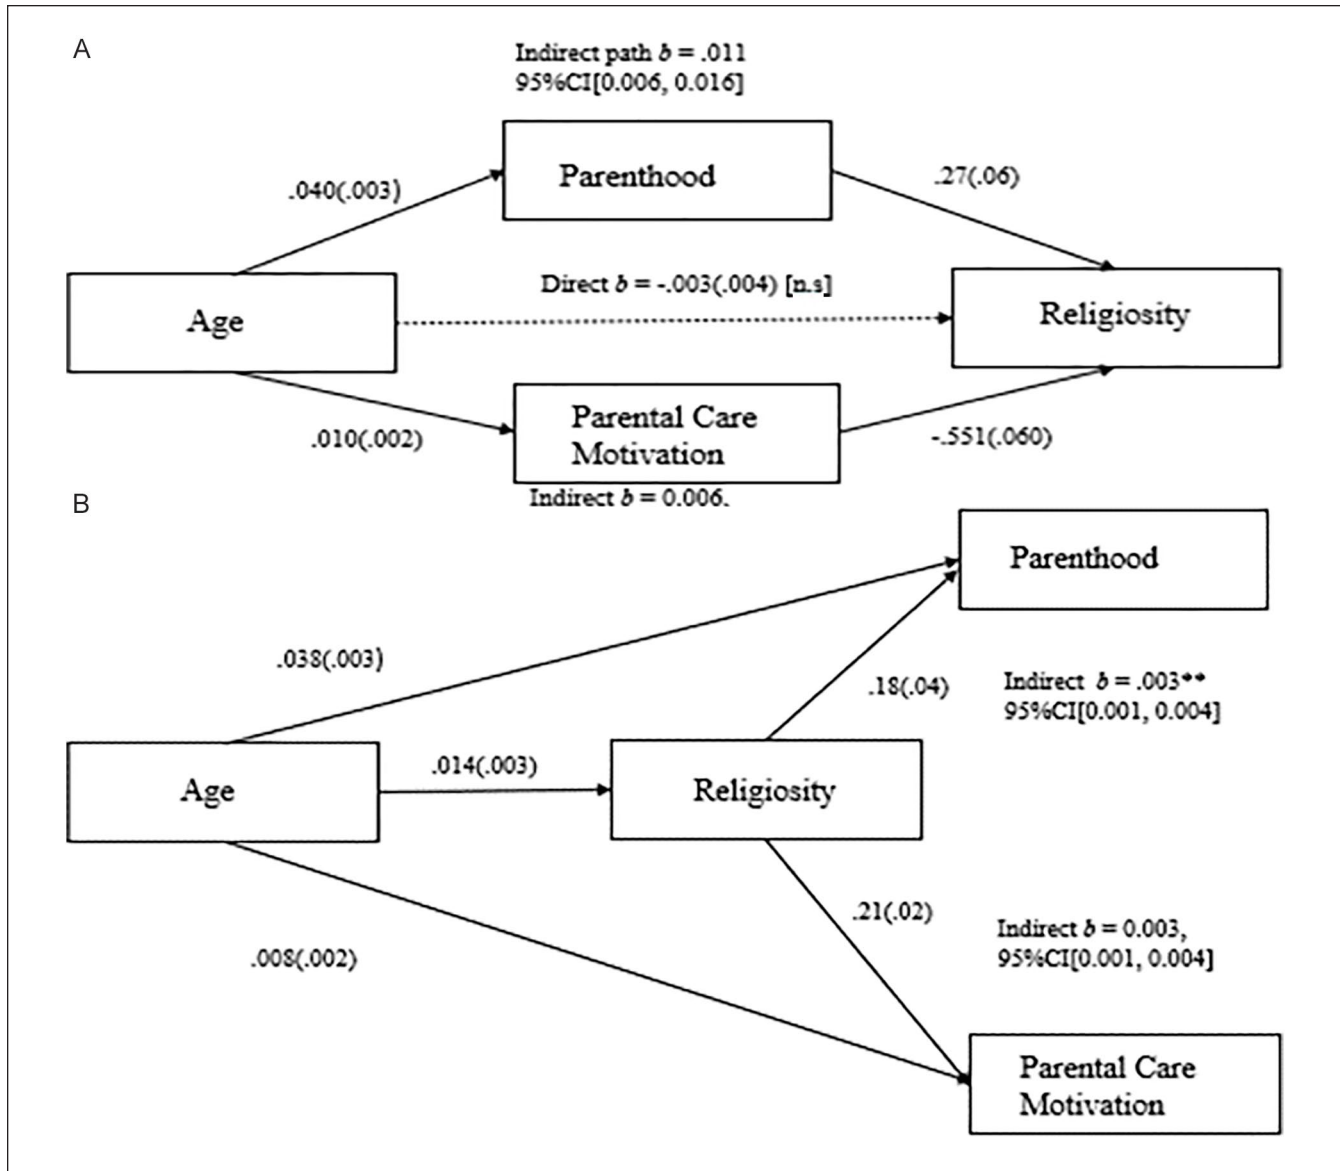 A
Indirect path b = .011
95%CI[0.006, 0.016]
Parenthood
.040(.003)
.27(.06)
Direct b = -.003(.004) [n.s]
Age
Religiosity
Parental Care
Motivation
.010(.002)
-.551(.060)
Indirect b = 0.006.
B
Parenthood
.038(.003)
.18(.04)
Indirect b = .003**
95%CI[0.001, 0.004]
Age
.014(.003)
Religiosity
.21(.02)
Indirect b = 0.003,
95%CI[0.001, 0.004]
.008(.002)
Parental Care
Motivation